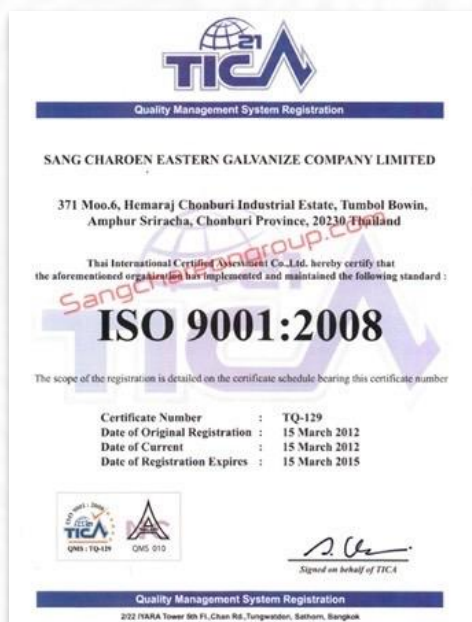 21
TICA
Quality Management System Registration
SANG CHAROEN EASTERN GALVANIZE COMPANY LIMITED
371 Moo.6, Hemaraj Chonburi Industrial Estate, Tumbol Bowin,
Amphur Sriracha, Chonburi Province, 20230 Thailand
Thai International Certified Assessment Co.,Ltd. hereby certify that
the aforementioned organization has implemented and maintained the following standard :
Sangcharoengroup.com
ISO 9001:2008
TICA
The scope of the registration is detailed on the certificate schedule bearing this certificate number
Certificate Number : TQ-129
Date of Original Registration : 15 March 2012
Date of Current : 15 March 2012
Date of Registration Expires : 15 March 2015
ISO 9001 : 2008
TICA
QMS : TQ-129
NAC
QMS 010
Signed on behalf of TICA
Quality Management System Registration
2/22 IYARA Tower 5th Fl.,Chan Rd.,Tungwatdon, Sathorn, Bangkok